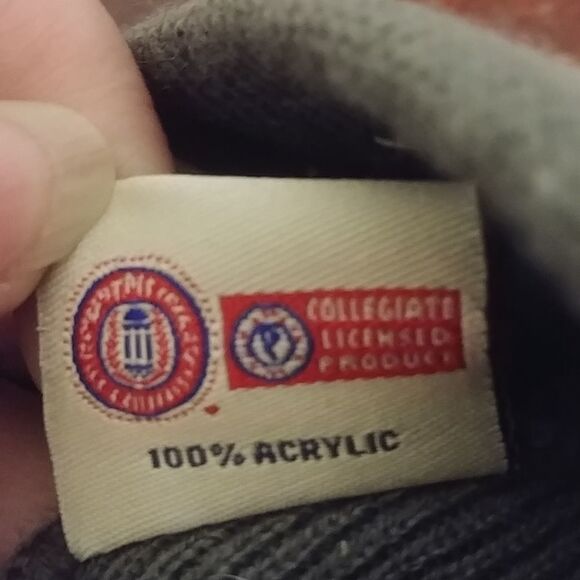 COLLEGIATE
LICENSED
PRODUCT
100% ACRYLIC